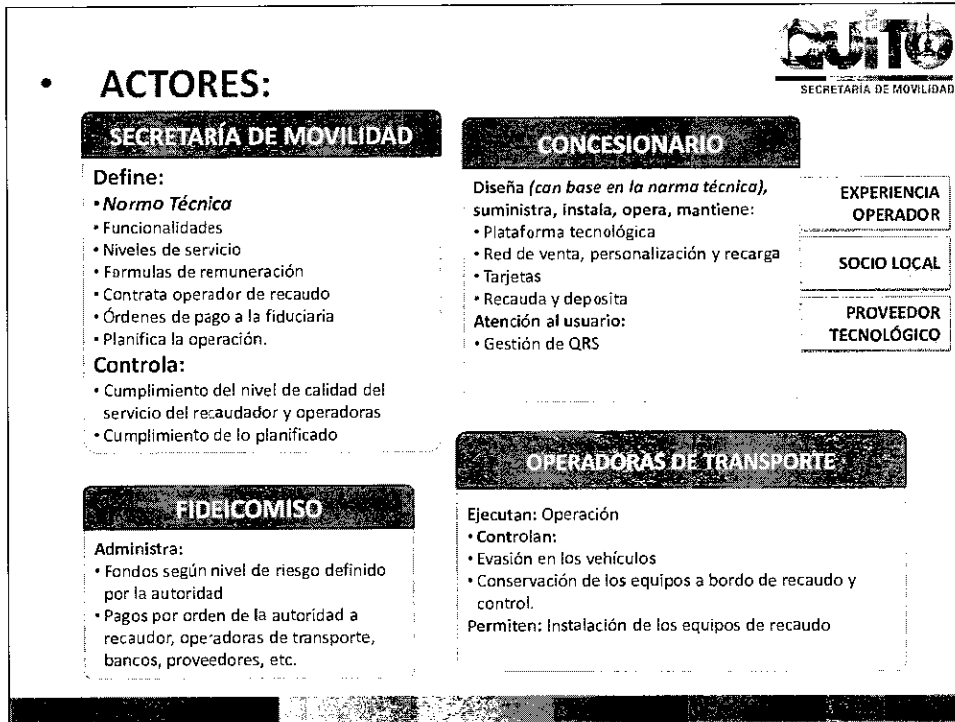 QUITO
SECRETARÍA DE MOVILIDAD
• ACTORES:
SECRETARÍA DE MOVILIDAD
Define:
• Normo Técnica
• Funcionalidades
• Niveles de servicio
• Formulas de remuneración
• Contrata operador de recaudo
• Órdenes de pago a la fiduciaria
• Planifica la operación.
Controla:
• Cumplimiento del nivel de calidad del
servicio del recaudador y operadoras
• Cumplimiento de lo planificado
CONCESIONARIO
Diseña (can base en la norma técnica),
suministra, instala, opera, mantiene:
• Plataforma tecnológica
• Red de venta, personalización y recarga
• Tarjetas
• Recauda y deposita
Atención al usuario:
• Gestión de QRS
EXPERIENCIA
OPERADOR
SOCIO LOCAL
PROVEEDOR
TECNOLÓGICO
FIDEICOMISO
Administra:
• Fondos según nivel de riesgo definido
por la autoridad
• Pagos por orden de la autoridad a
recaudor, operadoras de transporte,
bancos, proveedores, etc.
OPERADORAS DE TRANSPORTE
Ejecutan: Operación
• Controlan:
• Evasión en los vehículos
• Conservación de los equipos a bordo de recaudo y
control.
Permiten: Instalación de los equipos de recaudo